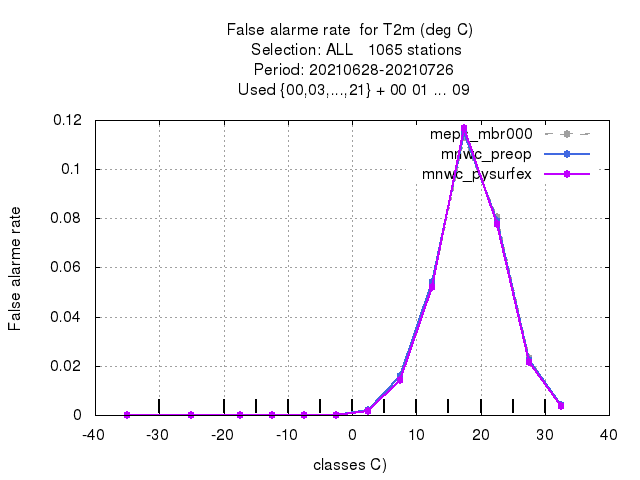 False alarme rate for T2m (deg C)
Selection: ALL 1065 stations
Period: 20210628-20210726
Used {00,03,...,21} + 00 01 ... 09
0.12
0.1
0.08
0.06
0.04
0.02
0
False alarme rate
mbr000
mnwc_preop
mnwc_pysurfex
-40 -30 -20 -10 0 10 20 30 40
classes C)